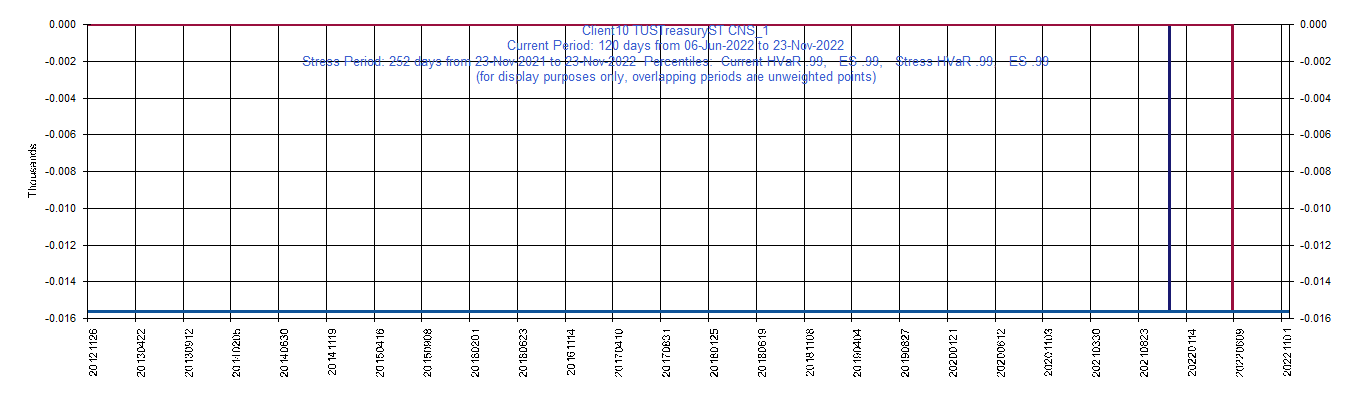 Client10 TUSTreasuryST CNS_1
Current Period: 120 days from 06-Jun-2022 to 23-Nov-2022
Stress Period: 252 days from 23-Nov-2021 to 23-Nov-2022 Percentiles: Current HVaR .99, ES .99, Stress HVaR .99, ES .99
(for display purposes only, overlapping periods are unweighted points)
Thousands
0.000 0.000
-0.002 -0.002
-0.004 -0.004
-0.006 -0.006
-0.008 -0.008
-0.010 -0.010
-0.012 -0.012
-0.014 -0.014
-0.016 -0.016
20121126 20130422 20130912 20140205 20140630 20141119 20150416 20150908 20160201 20160623 20161114 20170410 20170831 20180125 20180619 20181108 20190404 20190827 20200121 20200612 20201103 20210330 20210823 20220114 20220609 20221101